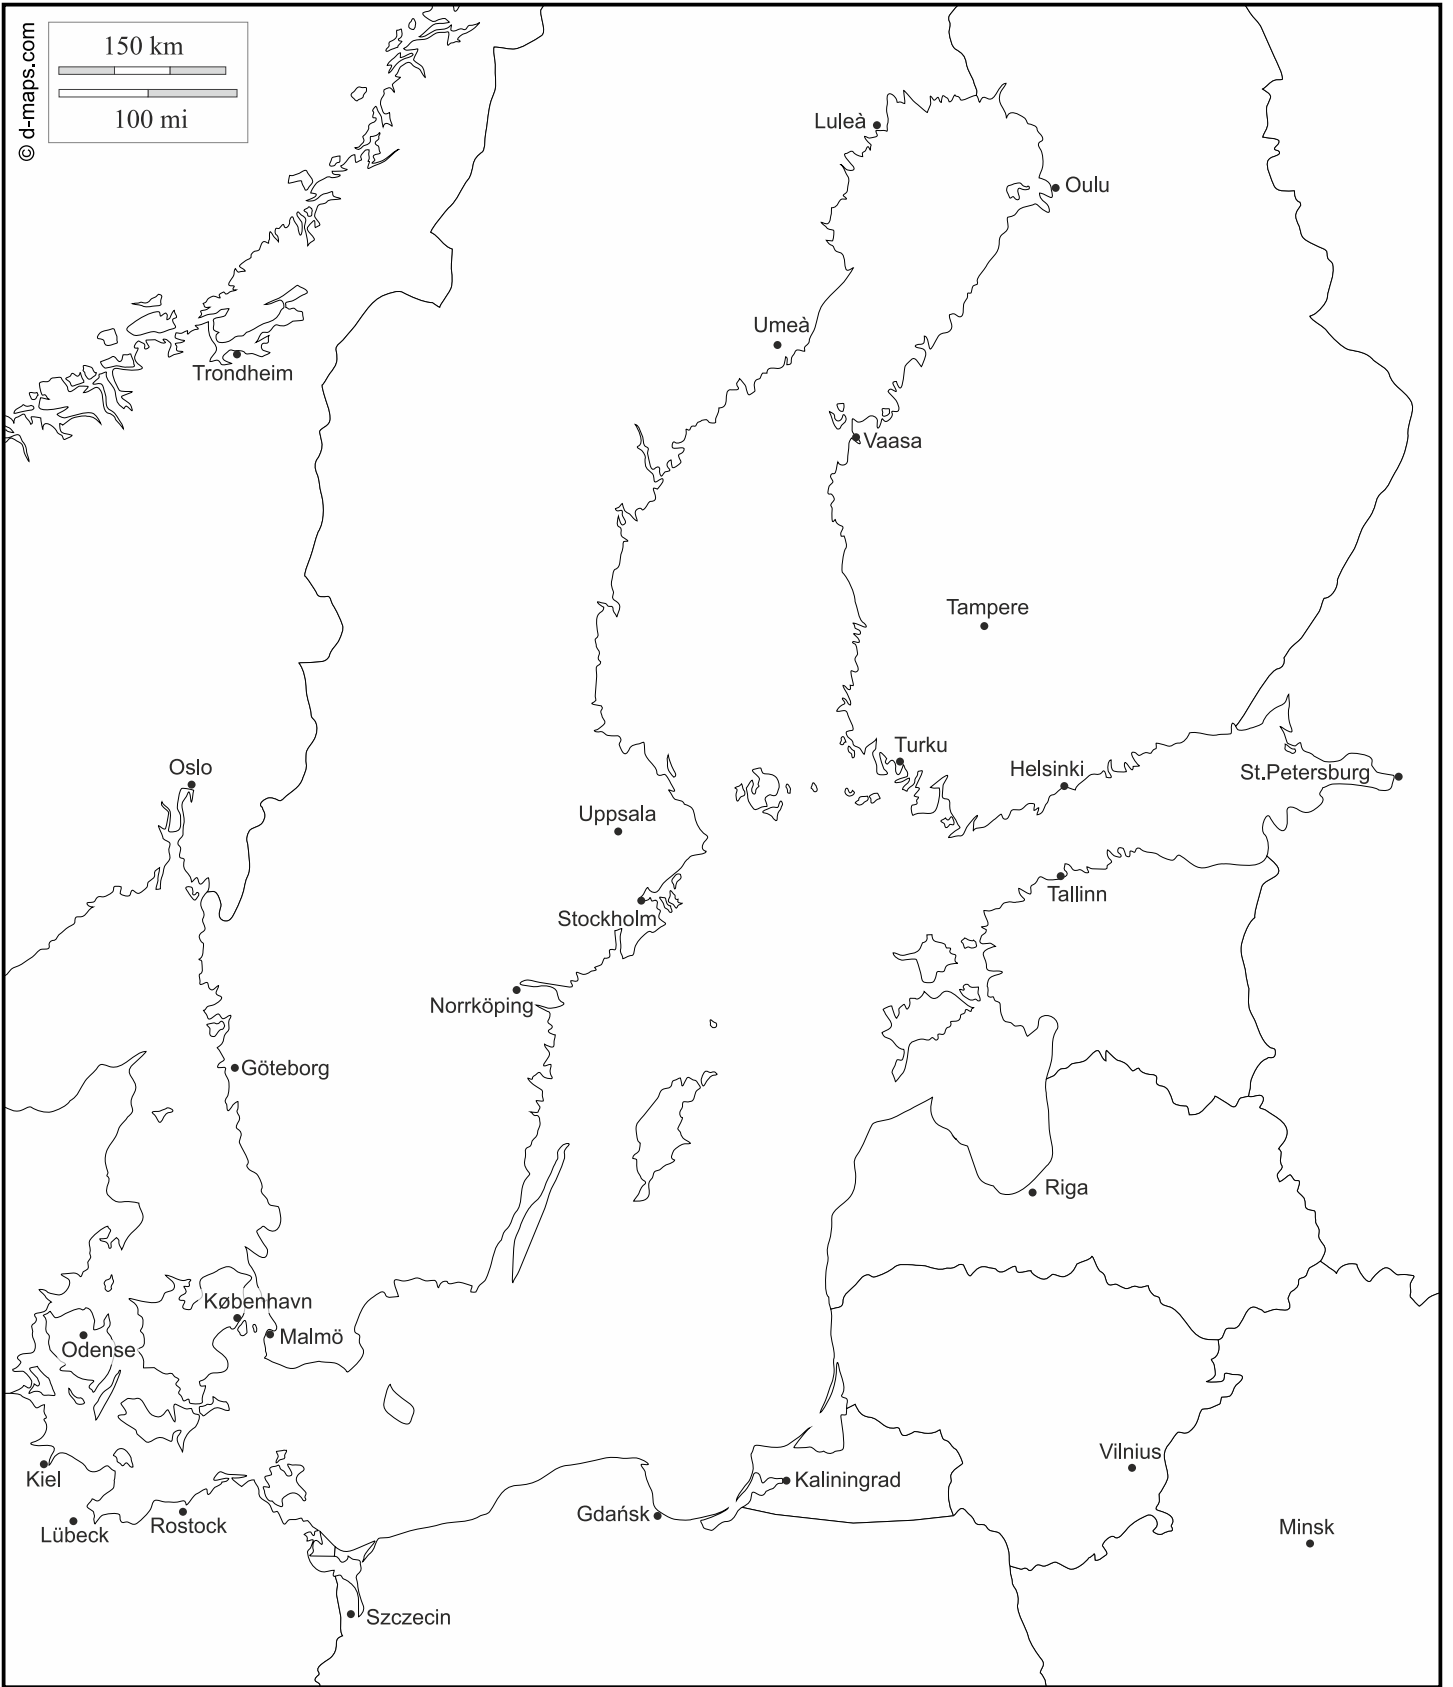 © d-maps.com
150 km
100 mi
Luleà
Oulu
Umeà
Trondheim
Vaasa
Tampere
Turku
Oslo
Helsinki
St.Petersburg
Uppsala
Tallinn
Stockholm
Norrköping
Göteborg
Riga
København
Malmö
Odense
Vilnius
Kiel
Kaliningrad
Gdańsk
Rostock
Lübeck
Minsk
Szczecin